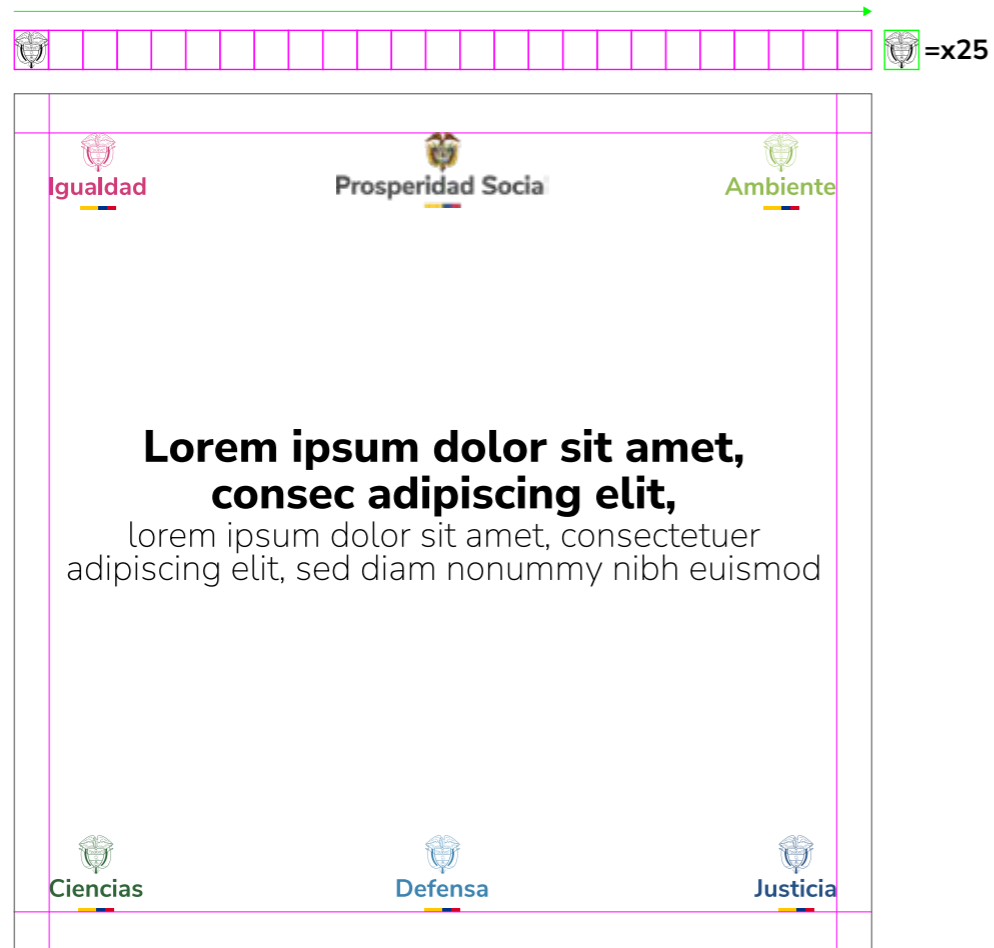 =x25
Igualdad
Prosperidad Social
Ambiente
Lorem ipsum dolor sit amet,
consec adipiscing elit,
lorem ipsum dolor sit amet, consectetuer
adipiscing elit, sed diam nonummy nibh euismod
Ciencias
Defensa
Justicia